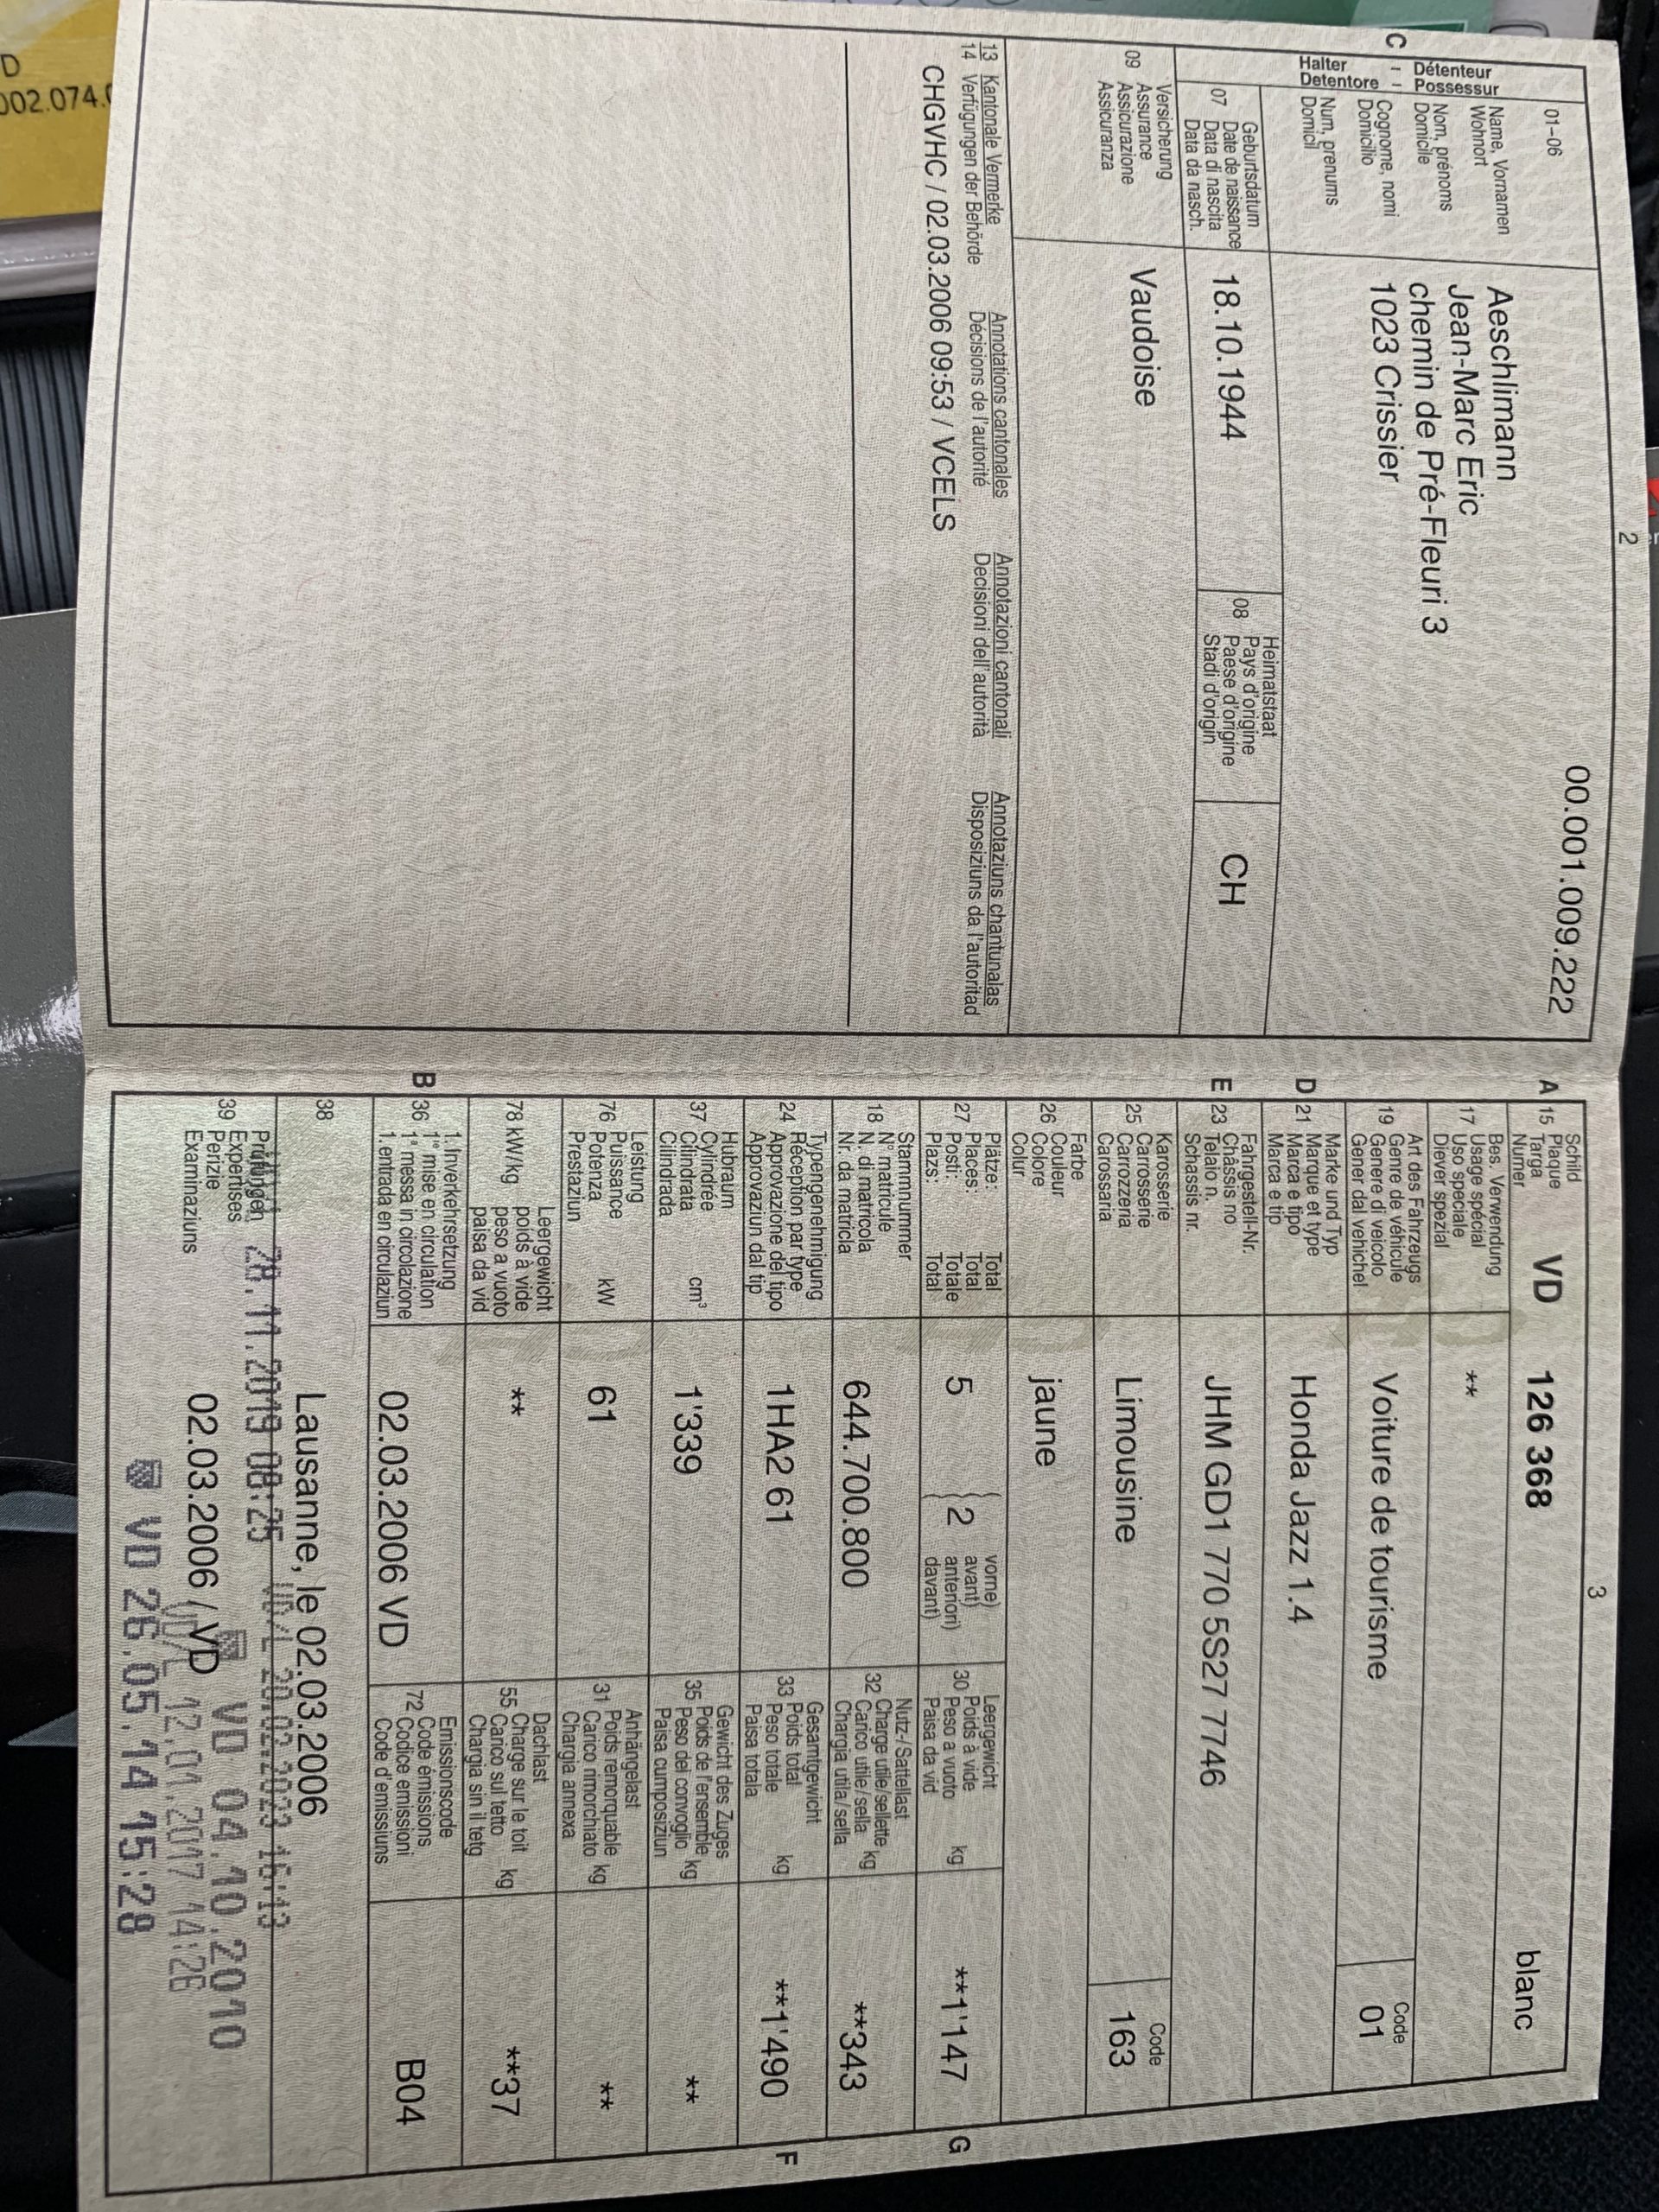 D
002.074.0
2
01-06
00.001.009.222
C
Détenteur
Possessur
Halter
Detentore
Name, Vornamen
Wohnort
Nom, prénoms
Domicile
Cognome, nomi
Domicilio
Num, prenums
Domicil
Aeschlimann
Jean-Marc Eric
chemin de Pré-Fleuri 3
1023 Crissier
07
Geburtsdatum
Date de naissance
Data di nascita
Data da nasch.
18.10.1944
08
Heimatstaat
Pays d'origine
Paese d'origine
Stadi d'origin
CH
09
Versicherung
Assurance
Assicurazione
Assicuranza
Vaudoise
13 Kantonale Vermerke Annotations cantonales Annotazioni cantonali Annotaziuns chantunalas
14 Verfügungen der Behörde Décisions de l'autorité Decisioni dell'autorità Disposiziuns da l'autoritad
CHGVHC / 02.03.2006 09:53 / VCELS
3
A 15
Schild
Plaque
Targa
Numer
VD 126 368 blanc
17
Bes. Verwendung
Usage spécial
Uso speciale
Diever spezial
**
19
Art des Fahrzeugs
Genre de véhicule
Genere di veicolo
Gener dal vehichel
Voiture de tourisme
Code
01
D 21
Marke und Typ
Marque et type
Marca e tipo
Marca e tip
Honda Jazz 1.4
E 23
Fahrgestell-Nr.
Châssis no
Telaio n.
Schassis nr.
JHM GD1 770 5S27 7746
25
Karosserie
Carrosserie
Carrozzeria
Carossaria
Limousine
Code
163
26
Farbe
Couleur
Colore
Colur
jaune
27
Plätze: Total
Places: Total
Posti: Totale
Plazs: Total
5
2
vorne)
avant)
anteriori)
davant)
30
Leergewicht
Poids à vide
Peso a vuoto kg
Paisa da vid
**1'147
G
18
Stammnummer
N° matricule
N. di matricola
Nr. da matricla
644.700.800
32
Nutz-/Sattellast
Charge utile/sellette
Carico utile/sella kg
Chargia utila/sella
**343
24
Typengenehmigung
Réception par type
Approvazione del tipo
Approvaziun dal tip
1HA2 61
33
Gesamtgewicht
Poids total
Peso totale kg
Paisa totala
**1'490
F
37
Hubraum
Cylindrée
Cilindrata cm³
Cilindrada
1'339
35
Gewicht des Zuges
Poids de l'ensemble
Peso del convoglio kg
Paisa cumposiziun
**
76
Leistung
Puissance
Potenza kW
Prestaziun
61
31
Anhängelast
Poids remorquable
Carico rimorchiato kg
Chargia annexa
**
78 kW/kg
Leergewicht
poids à vide
peso a vuoto
paisa da vid
**
55
Dachlast
Charge sur le toit
Carico sul tetto kg
Chargia sin il tetg
**37
B 36
1. Inverkehrsetzung
1re mise en circulation
1a messa in circolazione
1. entrada en circulaziun
02.03.2006 VD
72
Emissionscode
Code émissions
Codice emissioni
Code d'emissiuns
B04
38
Lausanne, le 02.03.2006
39
Prüfungen
Expertises
Perizie
Examinaziuns
28.11.2019 08:25
VD/L 20.02.2023 16:13
VD 04.10.2010
02.03.2006 / VD
VD/L 12.01.2017 14:26
VD 26.05.14 15:28